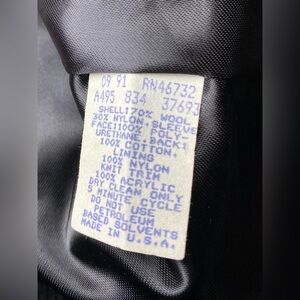 09 91 RN46732
A495 834 37693
SHELL:70% WOOL
30% NYLON.SLEEVE
FACE:100% POLY-
URETHANE.BACK:
100% COTTON.
LINING
100% NYLON
KNIT TRIM
100% ACRYLIC
DRY CLEAN ONLY
5 MINUTE CYCLE
DO NOT USE
PETROLEUM
BASED SOLVENTS
MADE IN U.S.A.